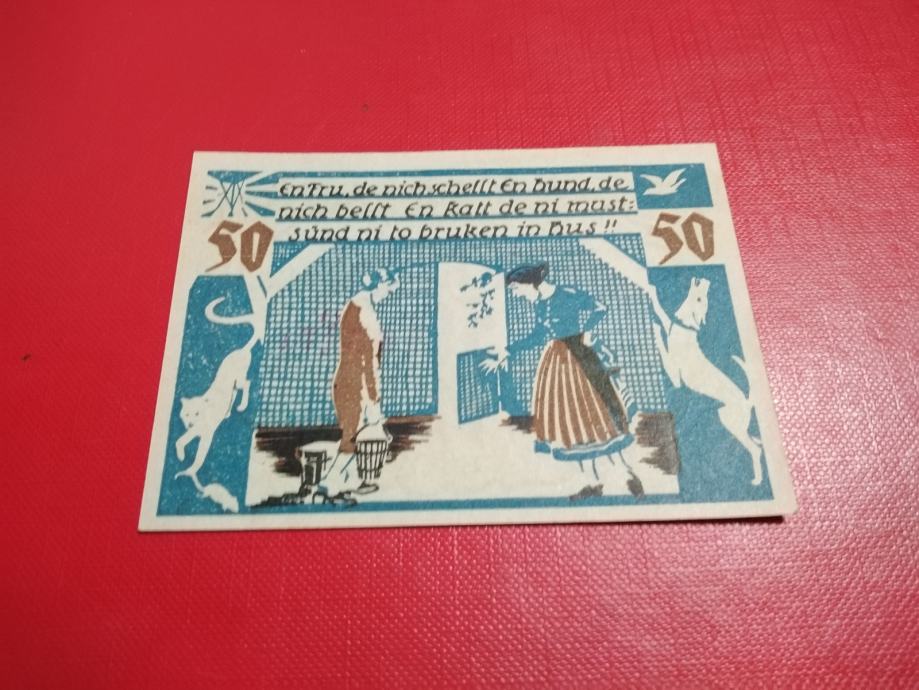 En Fru, de nich schellt En Hund, de
nich bellt En Katt de ni must:
sünd ni to bruken in Hus!!
50
50